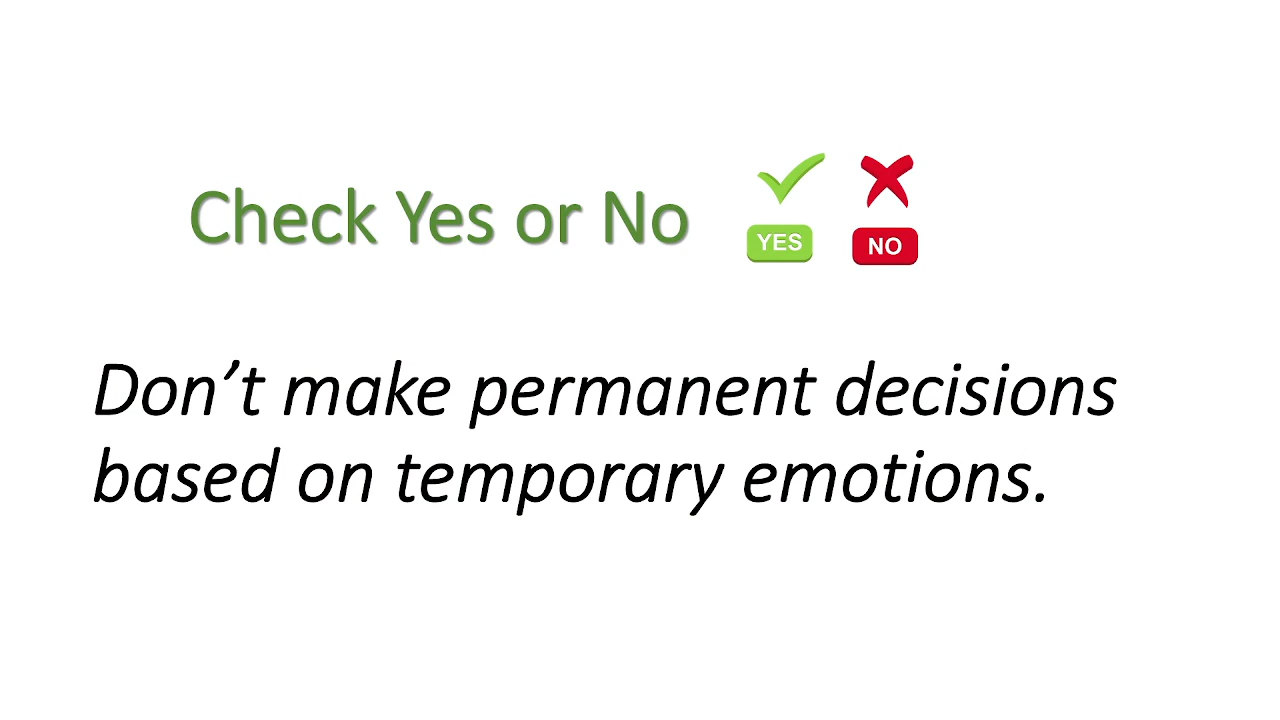 Check Yes or No
YES NO
Don’t make permanent decisions
based on temporary emotions.